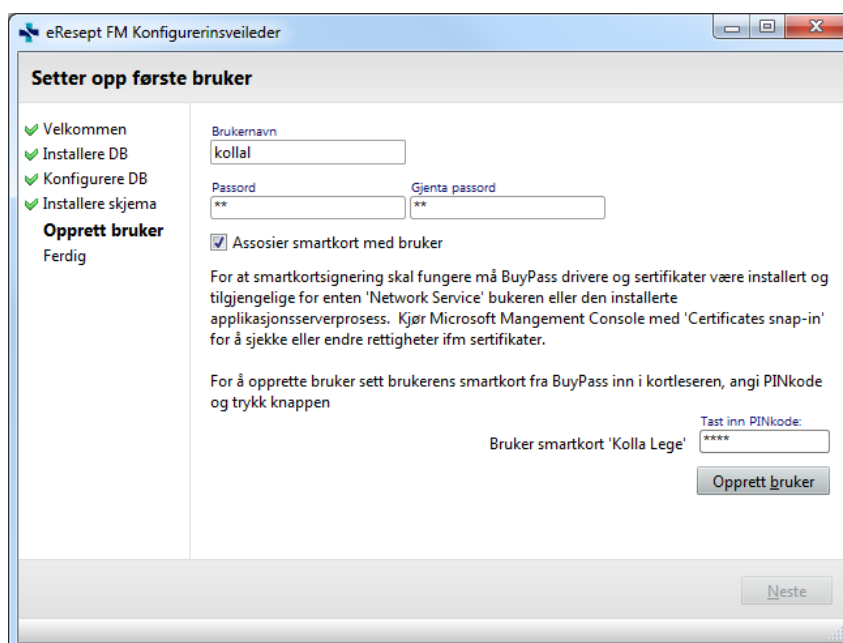 eResept FM Konfigurerinsveileder
Setter opp første bruker
Velkommen
Installere DB
Konfigurere DB
Installere skjema
Opprett bruker
Ferdig
Brukernavn
kollal
Passord
Gjenta passord
**
**
Assosier smartkort med bruker
For at smartkortsignering skal fungere må BuyPass drivere og sertifikater være installert og
tilgjengelige for enten 'Network Service' bukeren eller den installerte
applikasjonsserverprosess. Kjør Microsoft Mangement Console med 'Certificates snap-in'
for å sjekke eller endre rettigheter ifm sertifikater.
For å opprette bruker sett brukerens smartkort fra BuyPass inn i kortleseren, angi PINkode
og trykk knappen
Tast inn PINkode:
Bruker smartkort 'Kolla Lege'
****
Opprett bruker
Neste